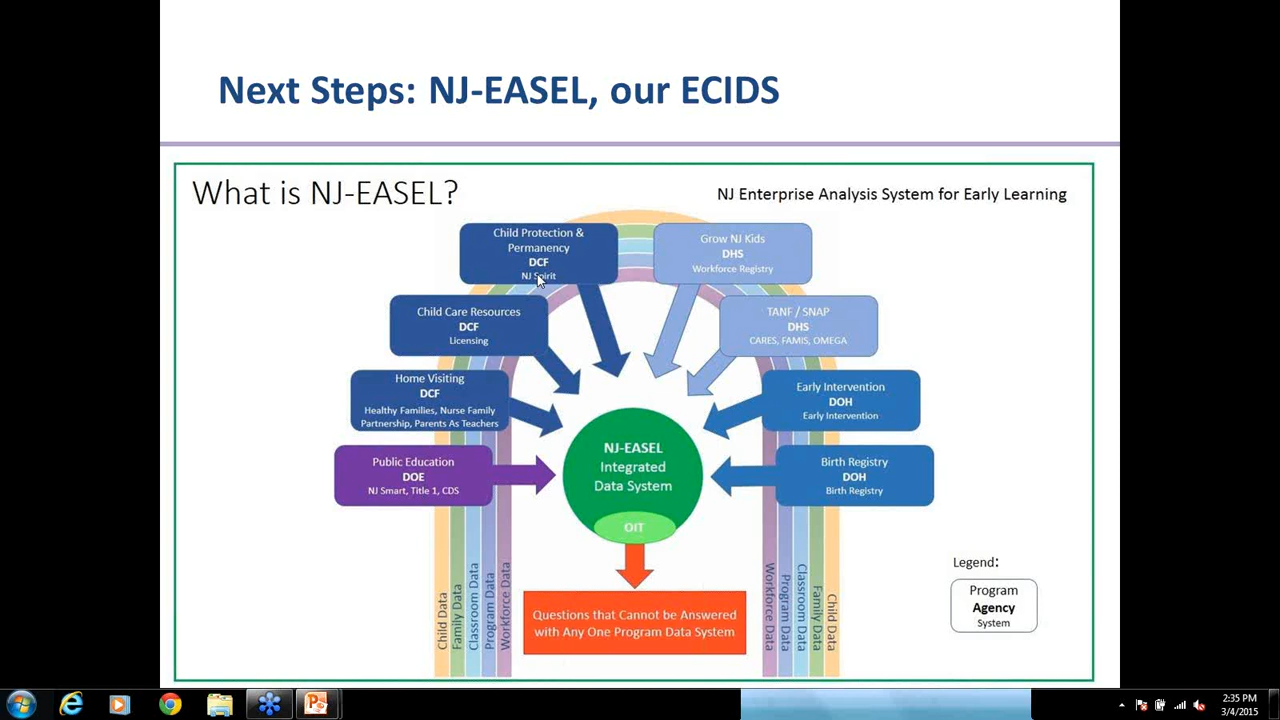 Next Steps: NJ-EASEL, our ECIDS
What is NJ-EASEL?
NJ Enterprise Analysis System for Early Learning
Child Protection &
Permanency
DCF
NJ Spirit
Grow NJ Kids
DHS
Workforce Registry
Child Care Resources
DCF
Licensing
TANF / SNAP
DHS
CARES, FAMIS, OMEGA
Home Visiting
DCF
Healthy Families, Nurse Family
Partnership, Parents As Teachers
Early Intervention
DOH
Early Intervention
Public Education
DOE
NJ Smart, Title 1, CDS
Birth Registry
DOH
Birth Registry
NJ-EASEL
Integrated
Data System
OIT
Questions that Cannot be Answered
with Any One Program Data System
Child Data
Family Data
Classroom Data
Program Data
Workforce Data
Workforce Data
Program Data
Classroom Data
Family Data
Child Data
Legend:
Program
Agency
System
2:35 PM
3/4/2015